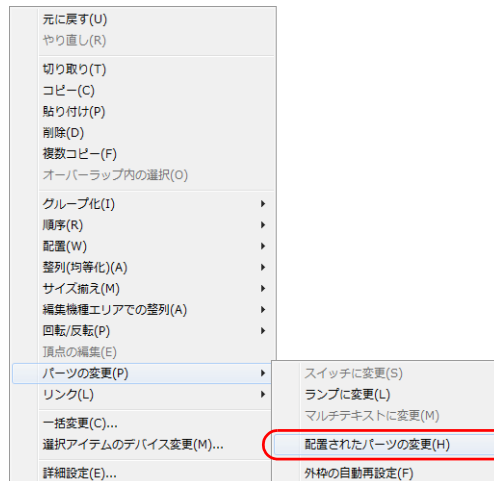 元に戻す(U)
やり直し(R)
切り取り(T)
コピー(C)
貼り付け(P)
削除(D)
複数コピー(F)
オーバーラップ内の選択(O)
グループ化(I)
順序(R)
配置(W)
整列(均等化)(A)
サイズ揃え(M)
編集機種エリアでの整列(A)
回転/反転(P)
頂点の編集(E)
パーツの変更(P)
リンク(L)
一括変更(C)...
選択アイテムのデバイス変更(M)...
詳細設定(E)...
スイッチに変更(S)
ランプに変更(L)
マルチテキストに変更(M)
配置されたパーツの変更(H)
外枠の自動再設定(F)